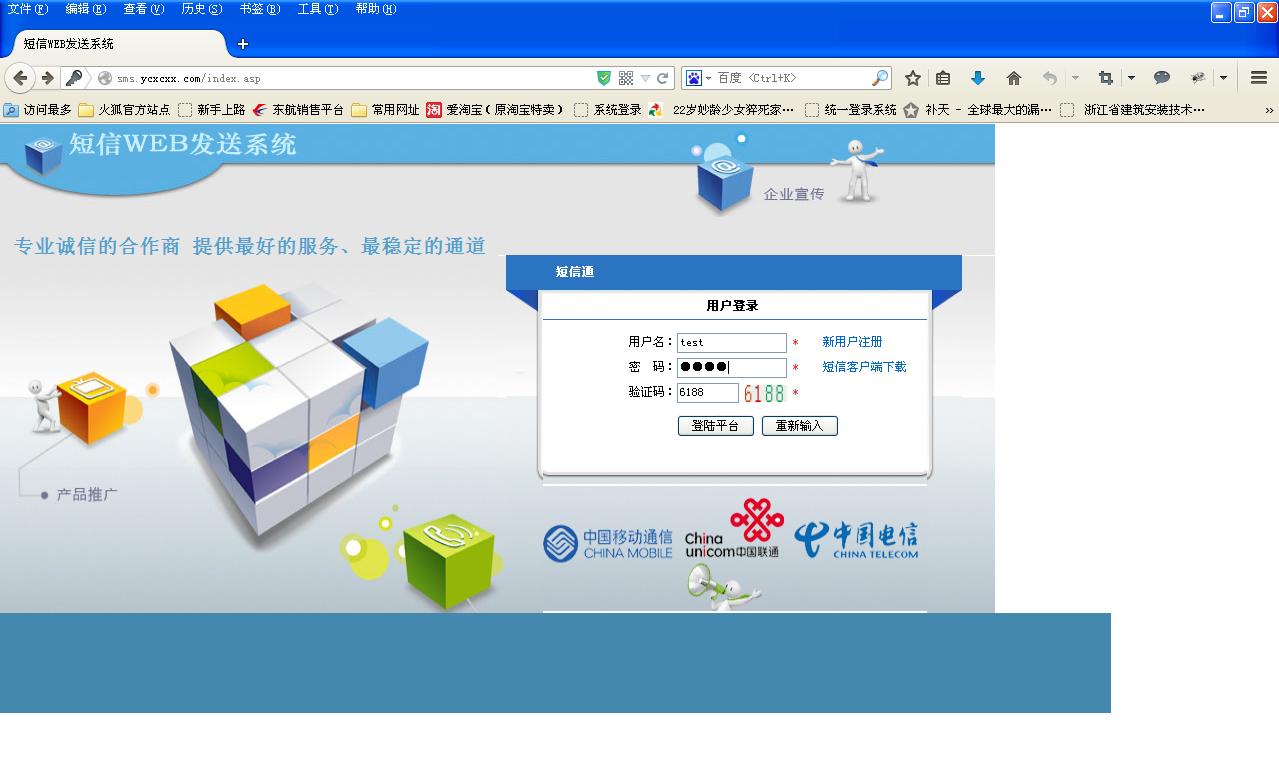 文件(F) 编辑(E) 查看(V) 历史(S) 书签(B) 工具(T) 帮助(H)
短信WEB发送系统
sms.ycxcxx.com/index.asp
百度 <Ctrl+K>
访问最多 火狐官方站点 新手上路 东航销售平台 常用网址 淘 爱淘宝（原淘宝特卖） 系统登录 22岁妙龄少女猝死家… 统一登录系统 补天 - 全球最大的漏… 浙江省建筑安装技术… »
短信WEB发送系统
@
企业宣传
专业诚信的合作商 提供最好的服务、最稳定的通道
短信通
用户登录
用户名： test * 新用户注册
密 码： ●●●● * 短信客户端下载
验证码： 6188 6188 *
登陆平台 重新输入
产品推广
中国移动通信
CHINA MOBILE
China
unicom中国联通
中国电信
CHINA TELECOM